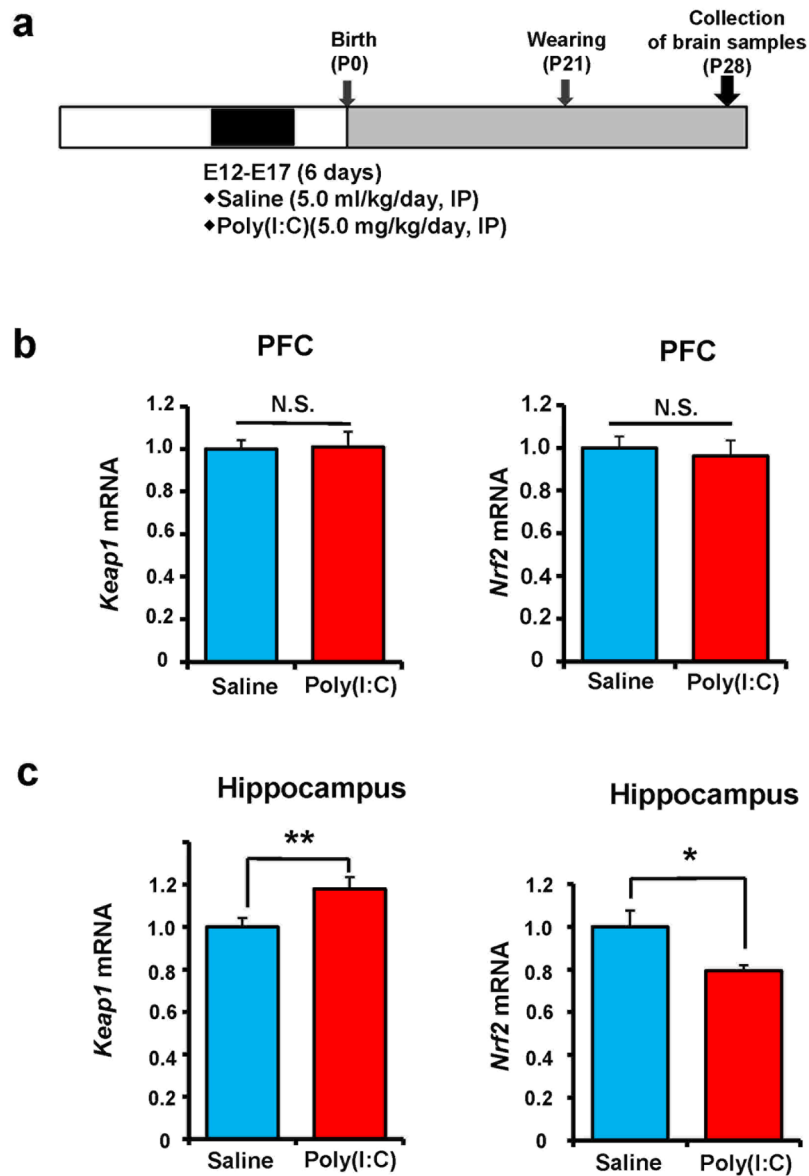 a
Birth
(P0)
Wearing
(P21)
Collection
of brain samples
(P28)
E12-E17 (6 days)
◆Saline (5.0 ml/kg/day, IP)
◆Poly(I:C)(5.0 mg/kg/day, IP)
b
PFC
N.S.
Keap1 mRNA
1.2
1.0
0.8
0.6
0.4
0.2
0
Saline
Poly(I:C)
PFC
N.S.
Nrf2 mRNA
1.2
1.0
0.8
0.6
0.4
0.2
0
Saline
Poly(I:C)
c
Hippocampus
**
Keap1 mRNA
1.2
1.0
0.8
0.6
0.4
0.2
0
Saline
Poly(I:C)
Hippocampus
*
Nrf2 mRNA
1.2
1.0
0.8
0.6
0.4
0.2
0
Saline
Poly(I:C)